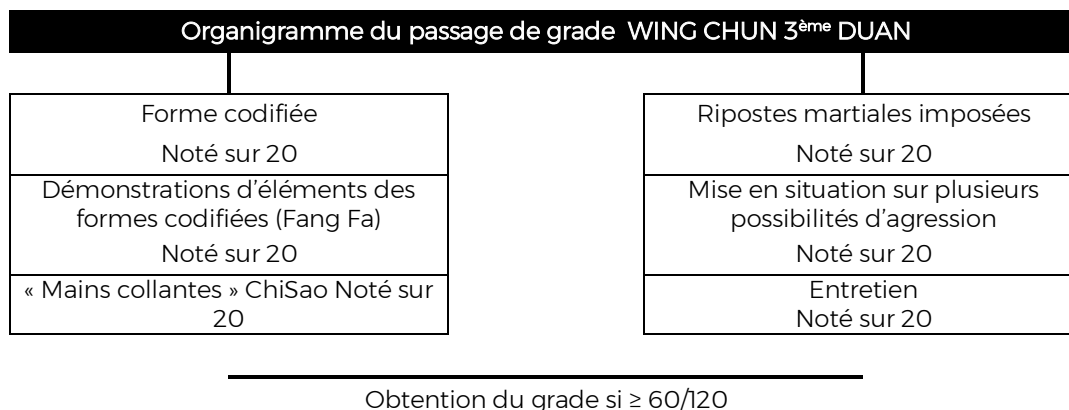 Organigramme du passage de grade WING CHUN 3ème DUAN
Forme codifiée
Noté sur 20
Démonstrations d'éléments des
formes codifiées (Fang Fa)
Noté sur 20
« Mains collantes » ChiSao Noté sur
20
Ripostes martiales imposées
Noté sur 20
Mise en situation sur plusieurs
possibilités d'agression
Noté sur 20
Entretien
Noté sur 20
Obtention du grade si ≥ 60/120